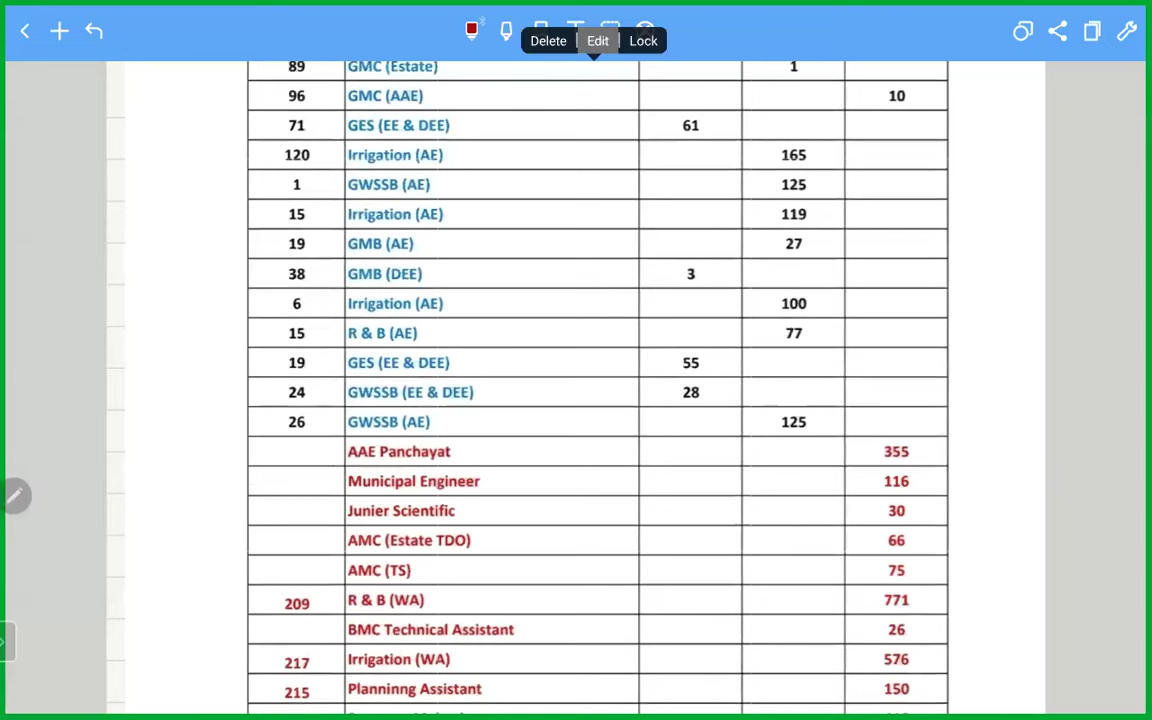 Delete Edit Lock
89 GMC (Estate) 1
96 GMC (AAE) 10
71 GES (EE & DEE) 61
120 Irrigation (AE) 165
1 GWSSB (AE) 125
15 Irrigation (AE) 119
19 GMB (AE) 27
38 GMB (DEE) 3
6 Irrigation (AE) 100
15 R & B (AE) 77
19 GES (EE & DEE) 55
24 GWSSB (EE & DEE) 28
26 GWSSB (AE) 125
AAE Panchayat 355
Municipal Engineer 116
Junier Scientific 30
AMC (Estate TDO) 66
AMC (TS) 75
209 R & B (WA) 771
BMC Technical Assistant 26
217 Irrigation (WA) 576
215 Planninng Assistant 150